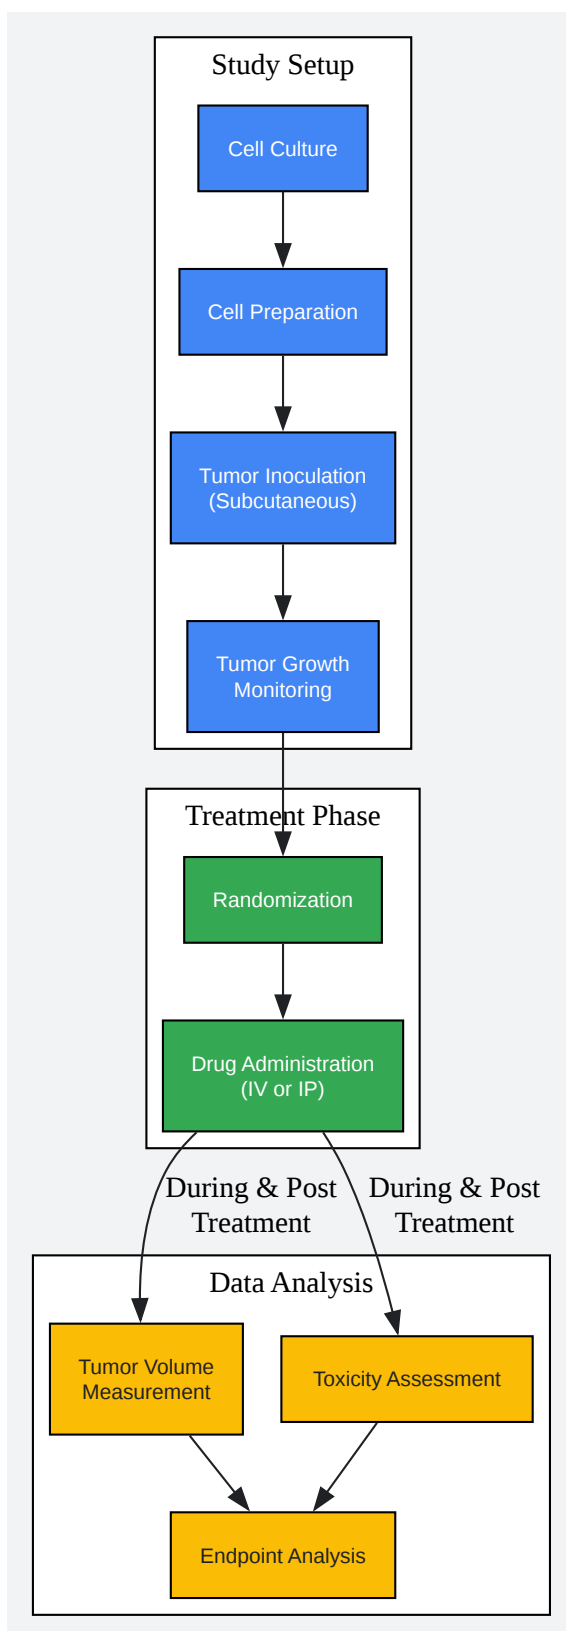 Study Setup
Cell Culture
Cell Preparation
Tumor Inoculation
(Subcutaneous)
Tumor Growth
Monitoring
Treatment Phase
Randomization
Drug Administration
(IV or IP)
During & Post
Treatment
During & Post
Treatment
Data Analysis
Tumor Volume
Measurement
Toxicity Assessment
Endpoint Analysis